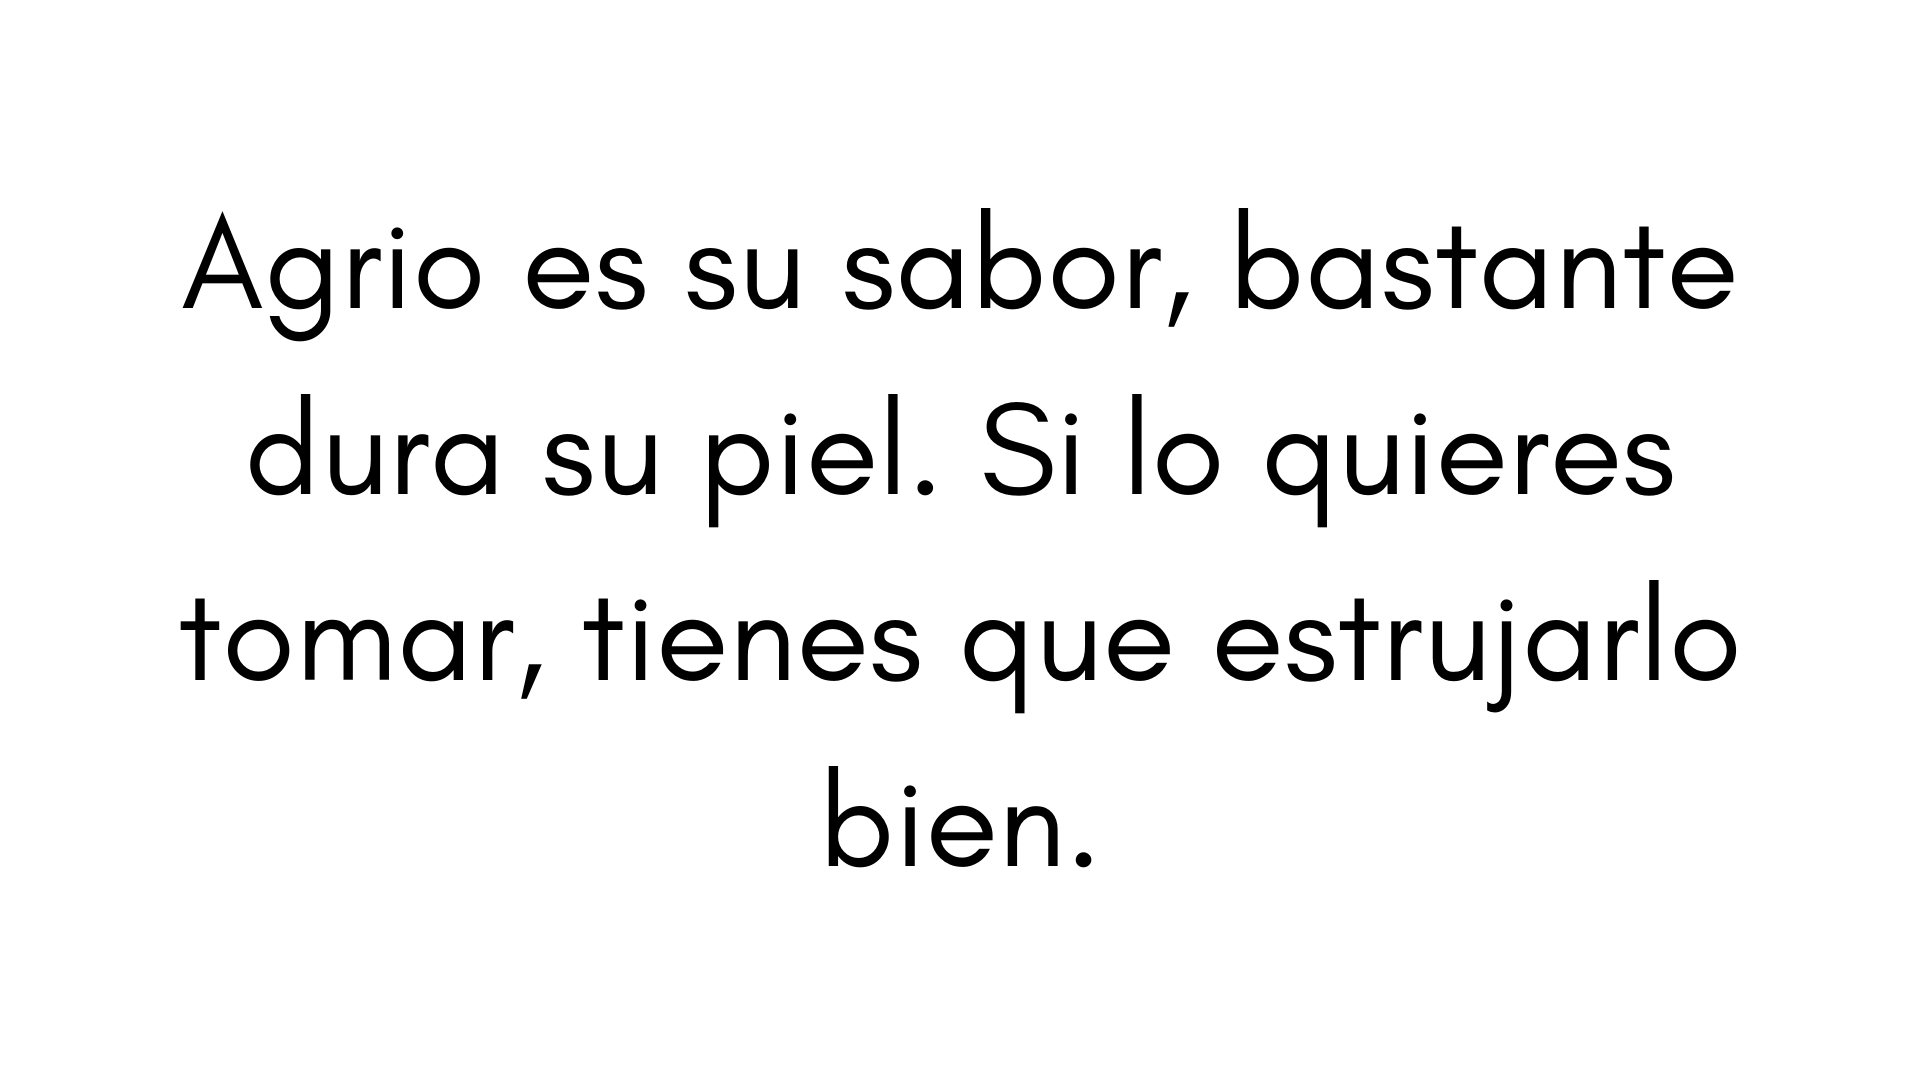 Agrio es su sabor, bastante
dura su piel. Si lo quieres
tomar, tienes que estrujarlo
bien.